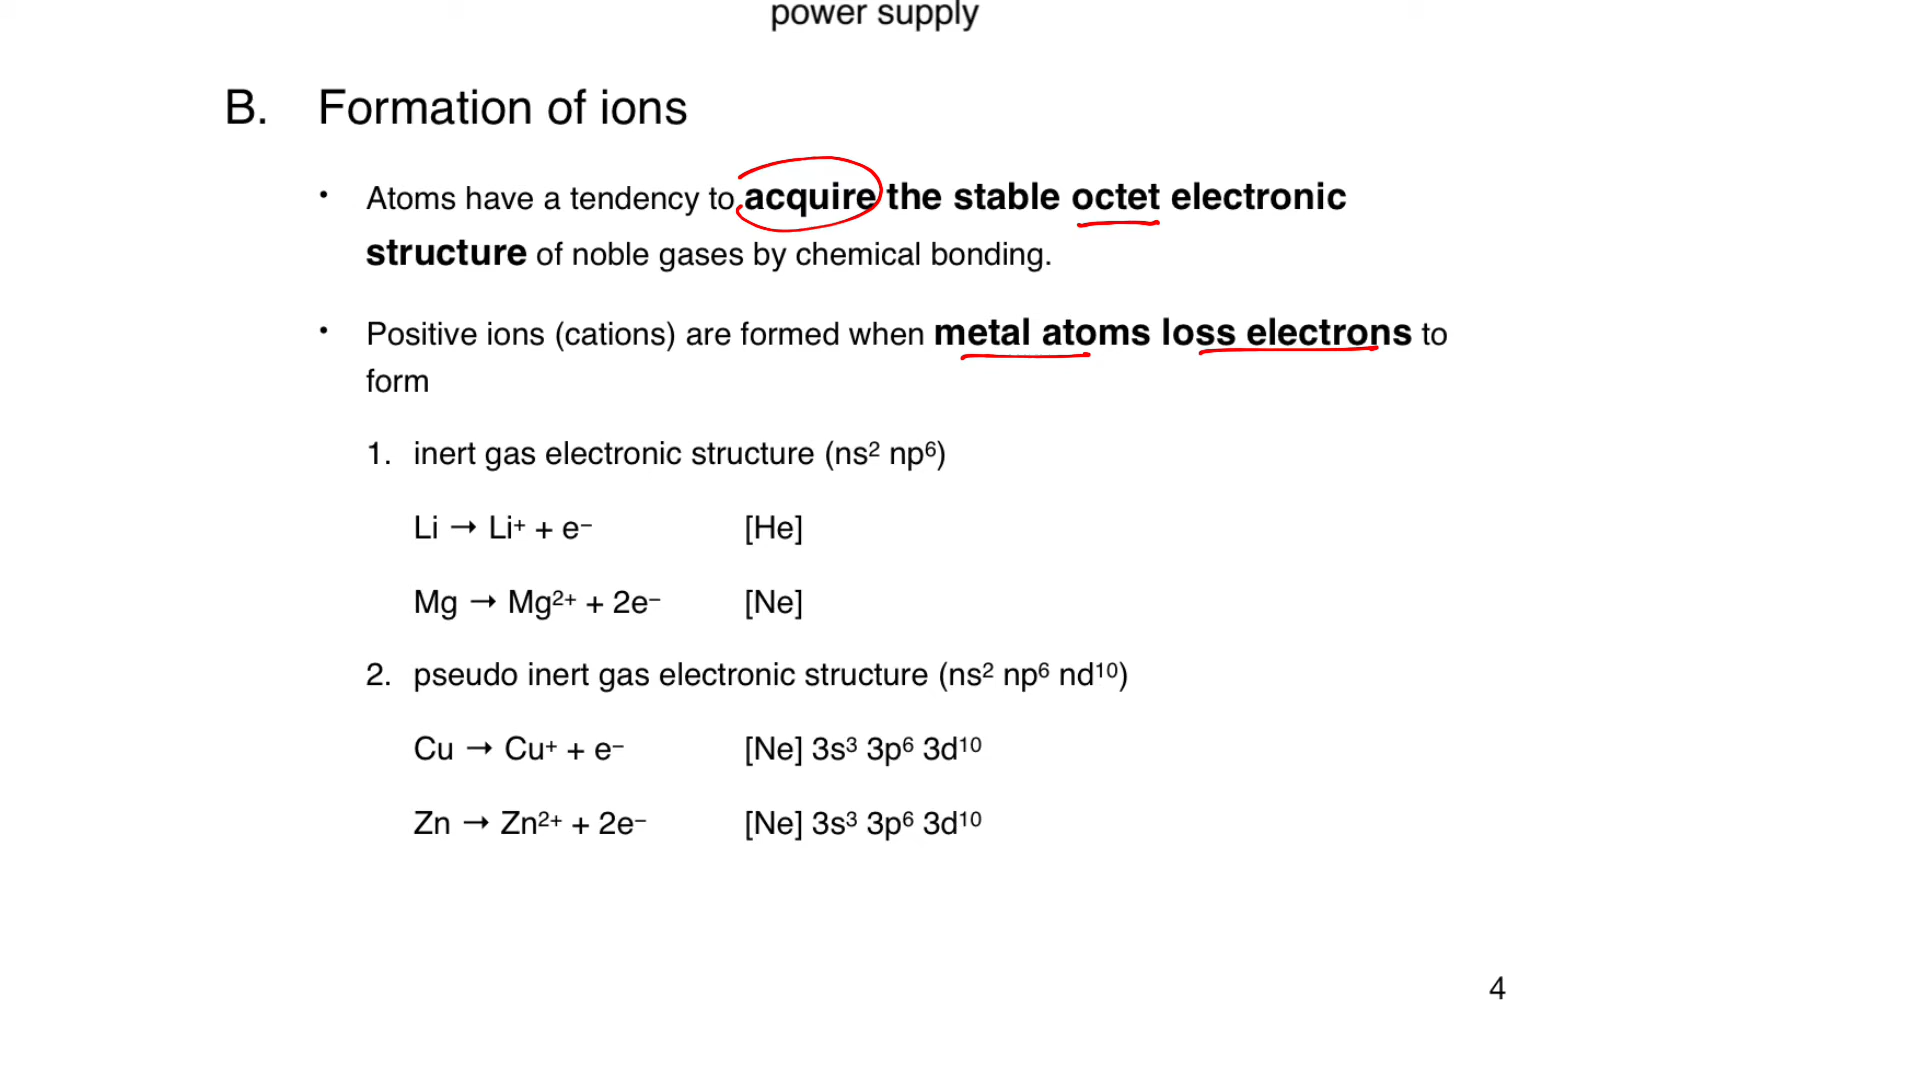 power supply
B. Formation of ions
• Atoms have a tendency to acquire the stable octet electronic
structure of noble gases by chemical bonding.
• Positive ions (cations) are formed when metal atoms loss electrons to
form
1. inert gas electronic structure (ns² np⁶)
Li → Li⁺ + e⁻ [He]
Mg → Mg²⁺ + 2e⁻ [Ne]
2. pseudo inert gas electronic structure (ns² np⁶ nd¹⁰)
Cu → Cu⁺ + e⁻ [Ne] 3s³ 3p⁶ 3d¹⁰
Zn → Zn²⁺ + 2e⁻ [Ne] 3s³ 3p⁶ 3d¹⁰
4